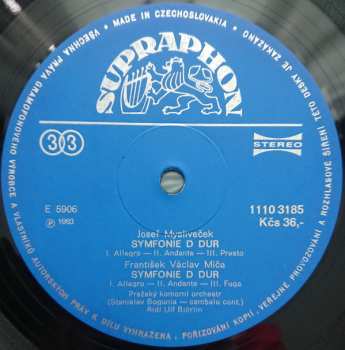 VŠECHNA PRÁVA GRAMOFONOVÉHO VÝROBCE A VLASTNÍKA AUTORSKÝCH PRÁV K DÍLU VYHRAZENA. POŘIZOVÁNÍ KOPIÍ, VEŘEJNÉ PROVOZOVÁNÍ A ROZHLASOVÉ ŠÍŘENÍ TÉTO DESKY JE ZAKÁZÁNO • MADE IN CZECHOSLOVAKIA •
SUPRAPHON
33
STEREO
E 5906
1110 3185
℗ 1983
Kčs 36,-
Josef Mysliveček
SYMFONIE D DUR
I. Allegro — II. Andante — III. Presto
František Václav Míča
SYMFONIE D DUR
I. Allegro — II. Andante — III. Fuga
Pražský komorní orchestr
(Stanislav Bogunia — cembalo cont.)
Řídí Ulf Björlin